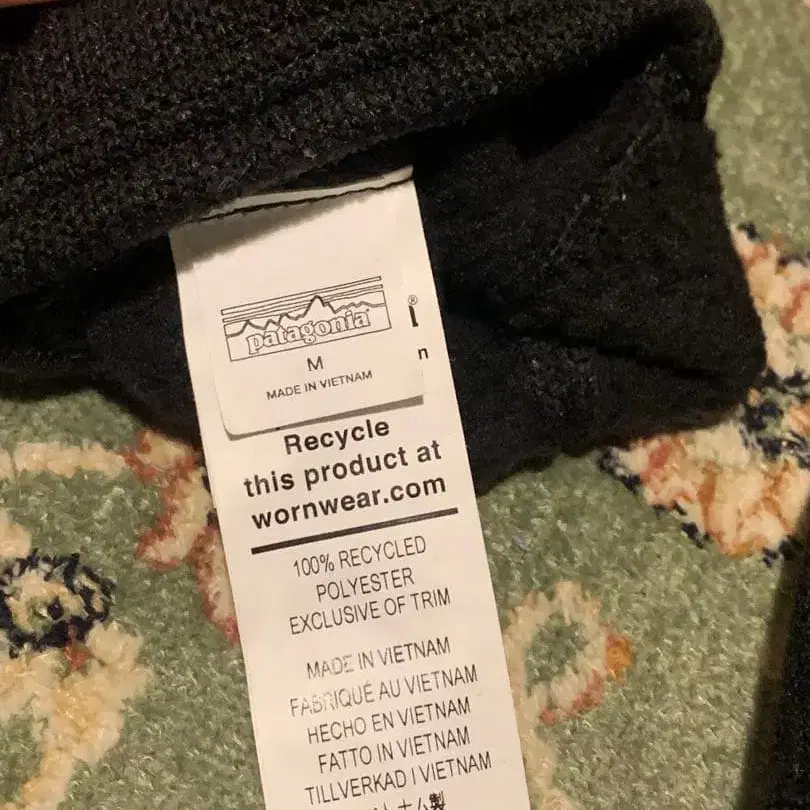 patagonia
M
MADE IN VIETNAM
®
n
Recycle
this product at
wornwear.com
100% RECYCLED
POLYESTER
EXCLUSIVE OF TRIM
MADE IN VIETNAM
FABRIQUÉ AU VIETNAM
HECHO EN VIETNAM
FATTO IN VIETNAM
TILLVERKAD I VIETNAM